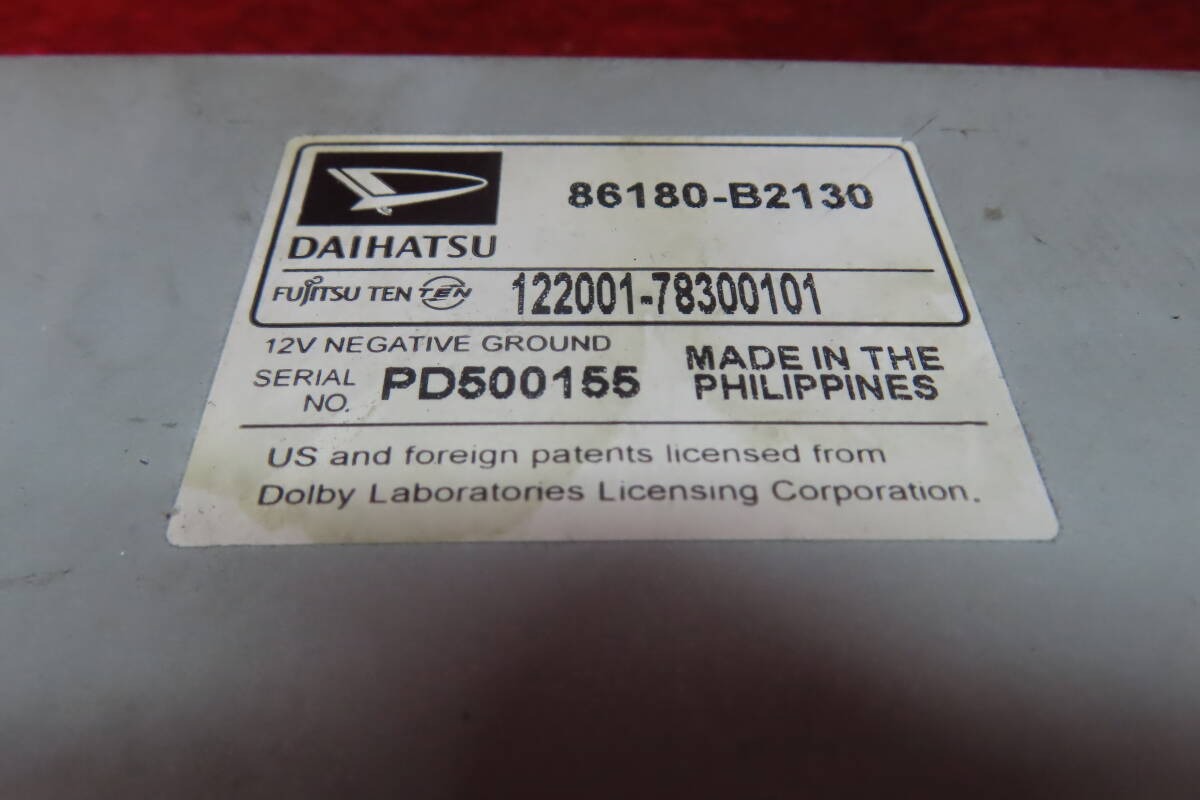 86180-B2130
DAIHATSU
FUJITSU TEN TEN 122001-78300101
12V NEGATIVE GROUND
SERIAL NO. PD500155
MADE IN THE
PHILIPPINES
US and foreign patents licensed from
Dolby Laboratories Licensing Corporation.